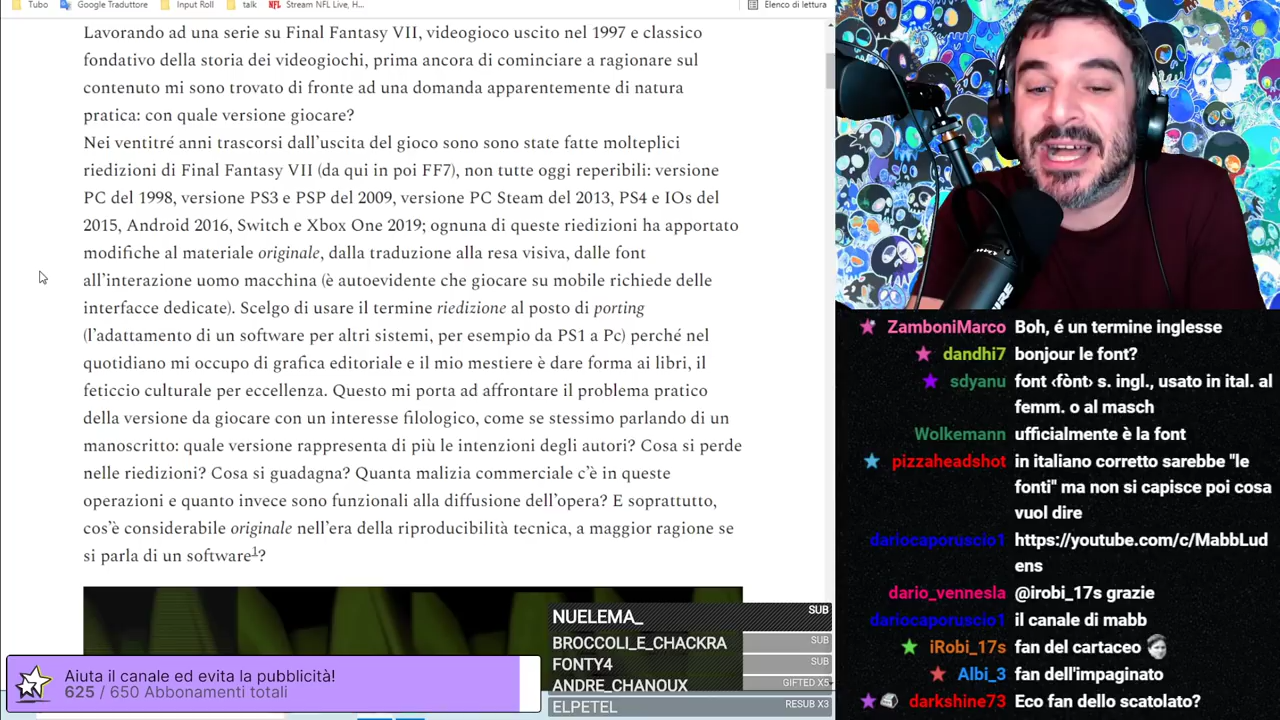 Tubo
Google Traduttore
Input Roll
talk
Stream NFL Live, H...
Elenco di lettura
Lavorando ad una serie su Final Fantasy VII, videogioco uscito nel 1997 e classico
fondativo della storia dei videogiochi, prima ancora di cominciare a ragionare sul
contenuto mi sono trovato di fronte ad una domanda apparentemente di natura
pratica: con quale versione giocare?
Nei ventitré anni trascorsi dall'uscita del gioco sono sono state fatte molteplici
riedizioni di Final Fantasy VII (da qui in poi FF7), non tutte oggi reperibili: versione
PC del 1998, versione PS3 e PSP del 2009, versione PC Steam del 2013, PS4 e IOs del
2015, Android 2016, Switch e Xbox One 2019; ognuna di queste riedizioni ha apportato
modifiche al materiale originale, dalla traduzione alla resa visiva, dalle font
all'interazione uomo macchina (è autoevidente che giocare su mobile richiede delle
interfacce dedicate). Scelgo di usare il termine riedizione al posto di porting
(l'adattamento di un software per altri sistemi, per esempio da PS1 a Pc) perché nel
quotidiano mi occupo di grafica editoriale e il mio mestiere è dare forma ai libri, il
feticcio culturale per eccellenza. Questo mi porta ad affrontare il problema pratico
della versione da giocare con un interesse filologico, come se stessimo parlando di un
manoscritto: quale versione rappresenta di più le intenzioni degli autori? Cosa si perde
nelle riedizioni? Cosa si guadagna? Quanta malizia commerciale c'è in queste
operazioni e quanto invece sono funzionali alla diffusione dell'opera? E soprattutto,
cos'è considerabile originale nell'era della riproducibilità tecnica, a maggior ragione se
si parla di un software1?
NUELEMA_ SUB
BROCCOLI_E_CHACKRA SUB
FONTY4 SUB
ANDRE_CHANOUX GIFTED X5
ELPETEL RESUB X3
Aiuta il canale ed evita la pubblicità!
625 / 650 Abbonamenti totali
ZamboniMarco Boh, é un termine inglesse
dandhi7 bonjour le font?
sdyanu font ‹fònt› s. ingl., usato in ital. al
femm. o al masch
Wolkemann ufficialmente è la font
pizzaheadshot in italiano corretto sarebbe "le
fonti" ma non si capisce poi cosa
vuol dire
dariocaporuscio1 https://youtube.com/c/MabbLud
ens
dario_vennesla @irobi_17s grazie
dariocaporuscio1 il canale di mabb
iRobi_17s fan del cartaceo
Albi_3 fan dell'impaginato
darkshine73 Eco fan dello scatolato?